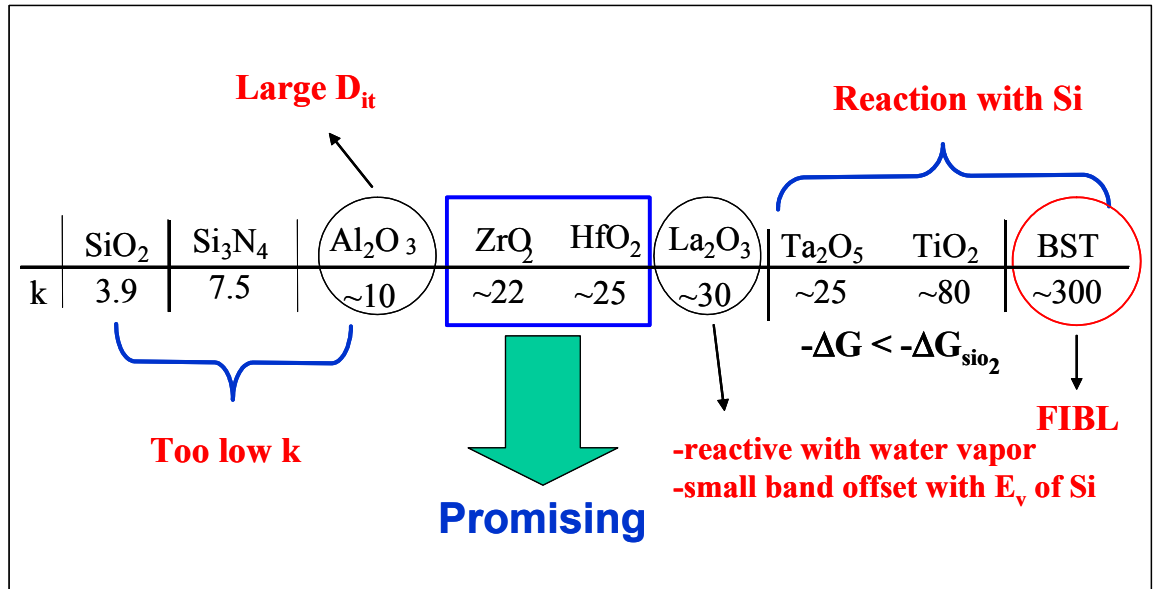 Large Dit
Reaction with Si
SiO2 Si3N4 Al2O3 ZrO2 HfO2 La2O3 Ta2O5 TiO2 BST
k 3.9 7.5 ~10 ~22 ~25 ~30 ~25 ~80 ~300
-ΔG < -ΔGsio2
Too low k
FIBL
-reactive with water vapor
-small band offset with Ev of Si
Promising